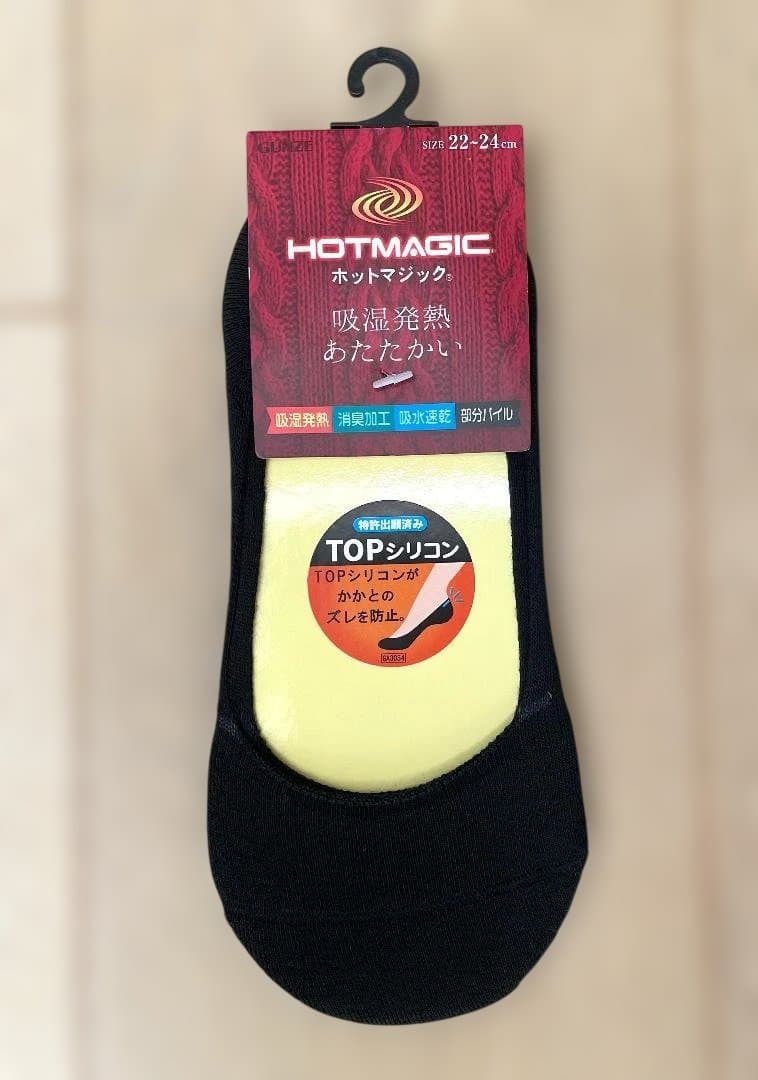 GUNZE
SIZE 22~24cm
HOTMAGIC
ホットマジック®
吸湿発熱
あたたかい
吸湿発熱 消臭加工 吸水速乾 部分パイル
特許出願済み
TOPシリコン
TOPシリコンが
かかとの
ズレを防止。
6A3054